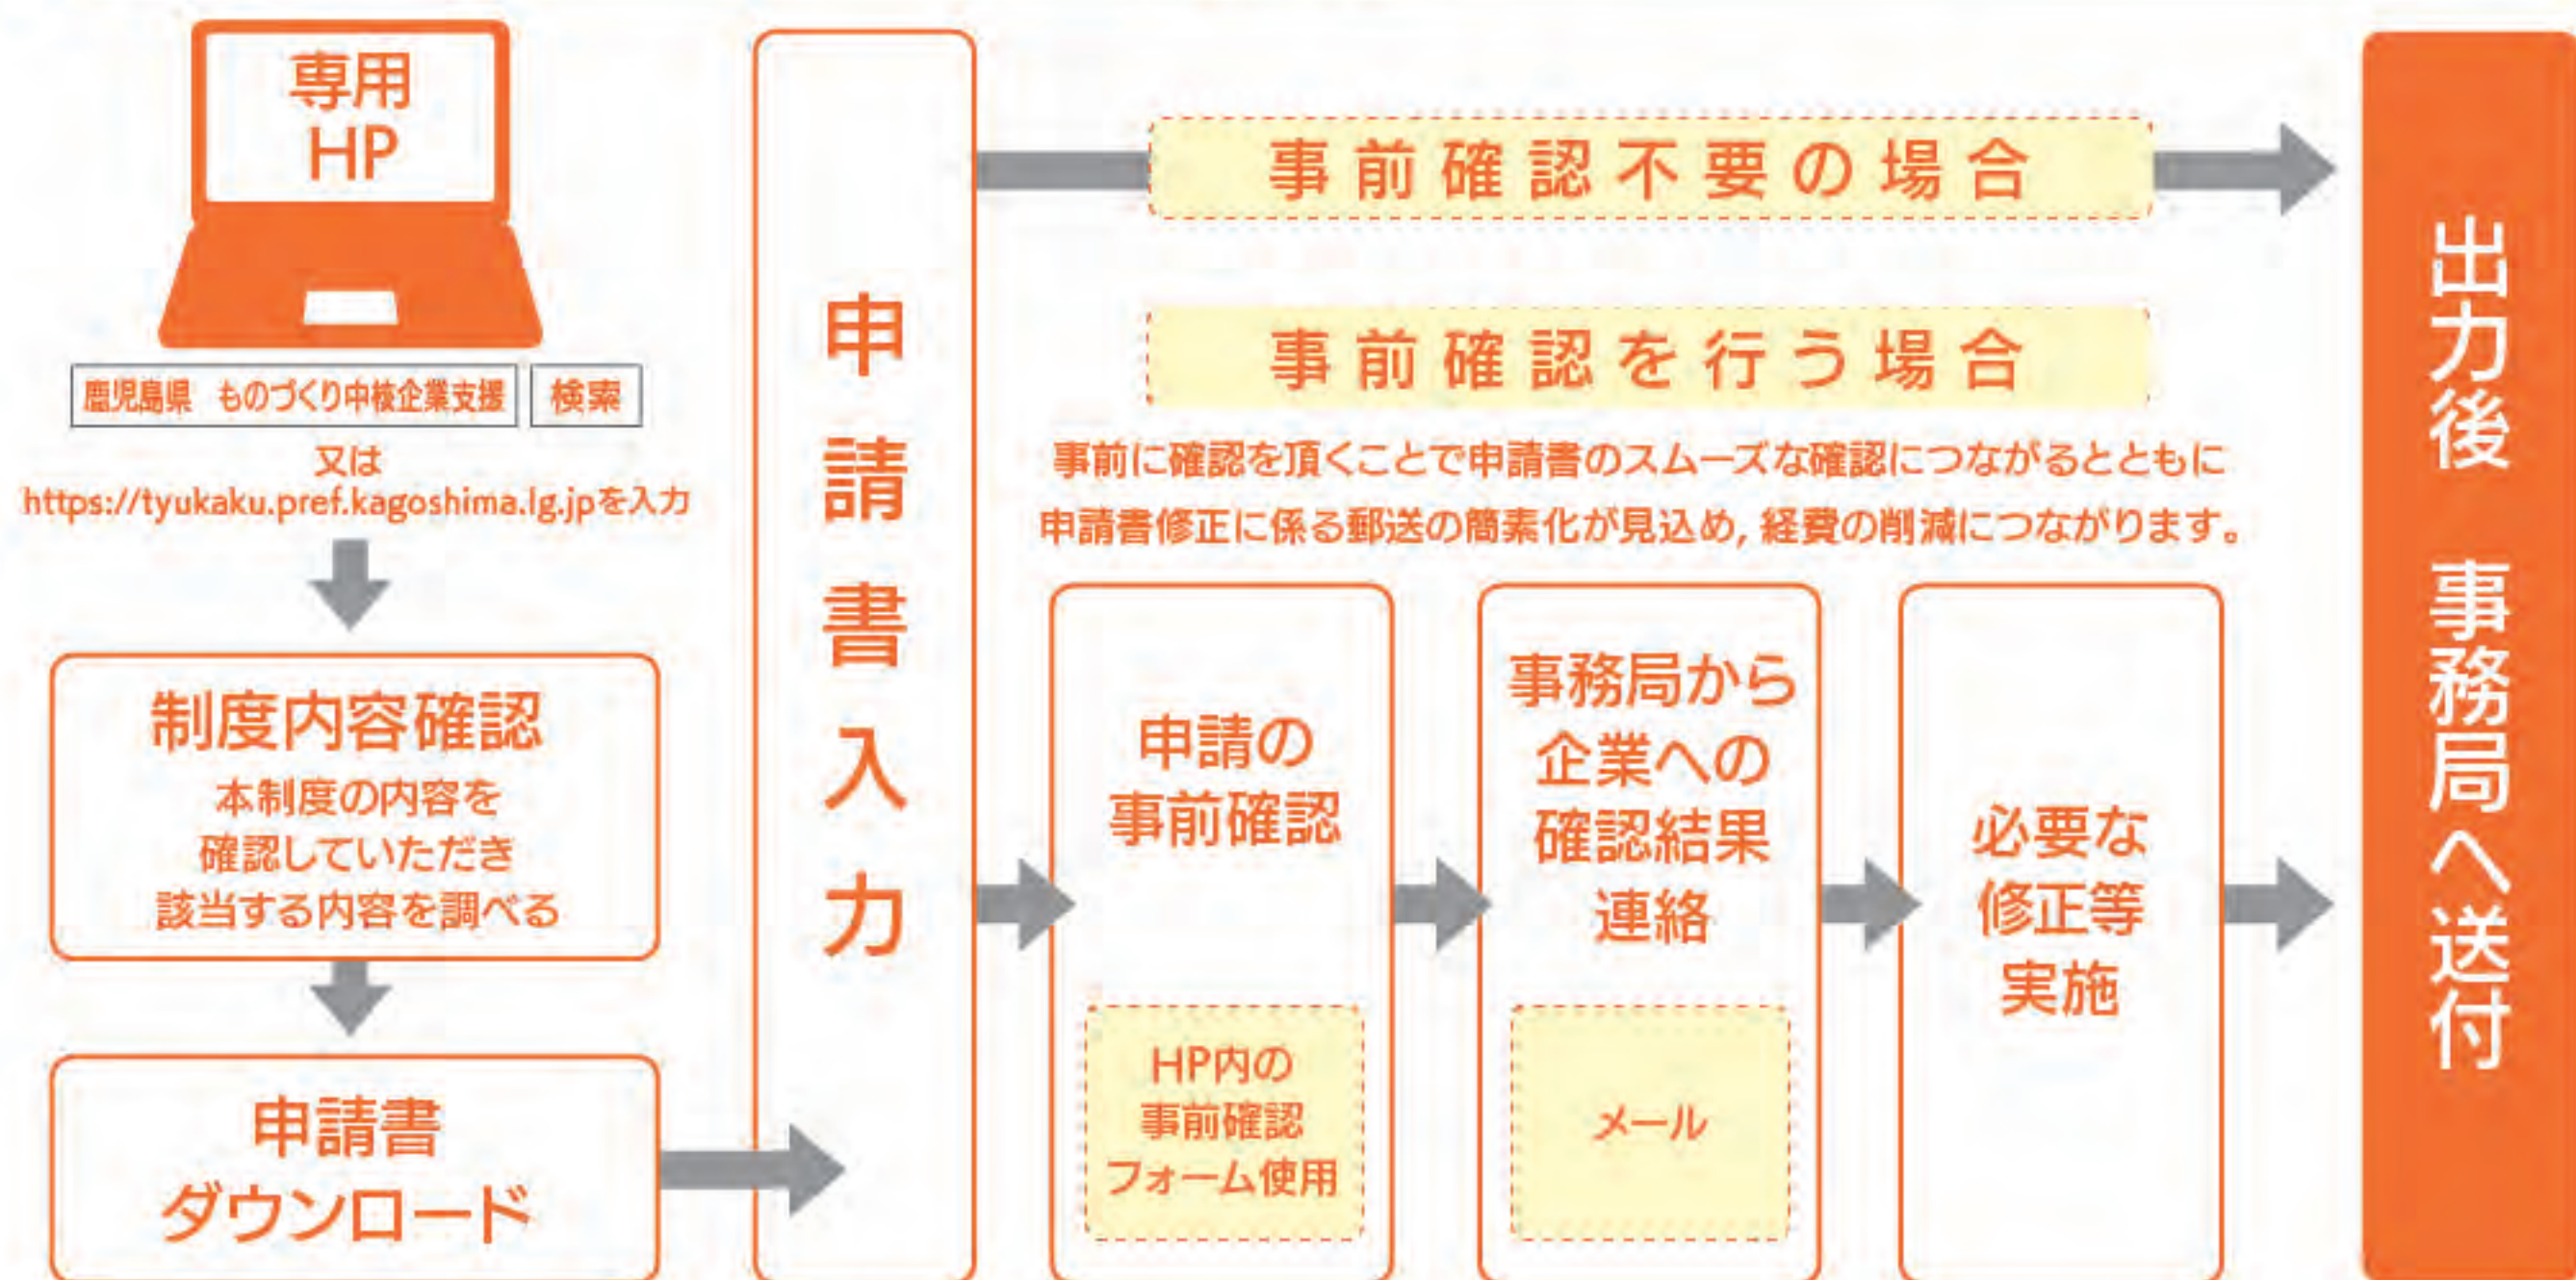 専用
HP
鹿児島県　ものづくり中核企業支援
検索
又は
https://tyukaku.pref.kagoshima.lg.jpを入力
制度内容確認
本制度の内容を
確認していただき
該当する内容を調べる
申請書
ダウンロード
申請書入力
事前確認不要の場合
事前確認を行う場合
事前に確認を頂くことで申請書のスムーズな確認につながるとともに
申請書修正に係る郵送の簡素化が見込め, 経費の削減につながります。
申請の
事前確認
HP内の
事前確認
フォーム使用
事務局から
企業への
確認結果
連絡
メール
必要な
修正等
実施
出力後　事務局へ送付